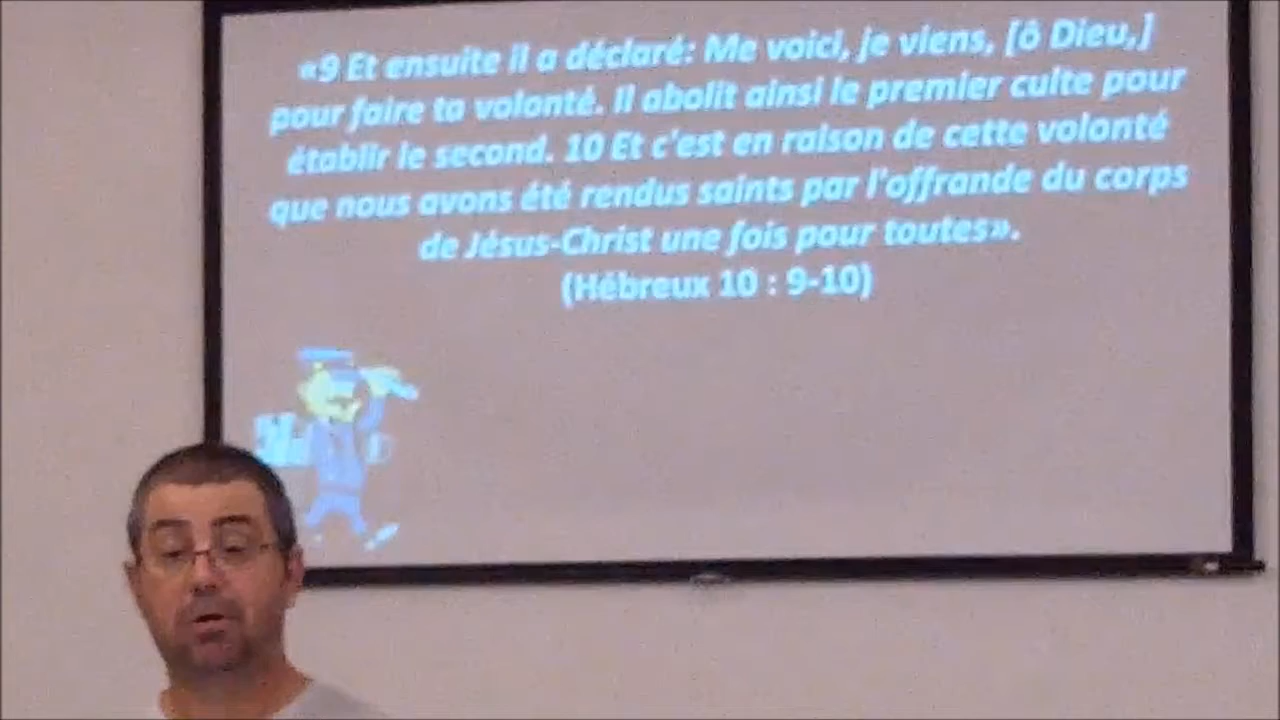 «9 Et ensuite il a déclaré: Me voici, je viens, [ô Dieu,]
pour faire ta volonté. Il abolit ainsi le premier culte pour
établir le second. 10 Et c'est en raison de cette volonté
que nous avons été rendus saints par l'offrande du corps
de Jésus-Christ une fois pour toutes».
(Hébreux 10 : 9-10)